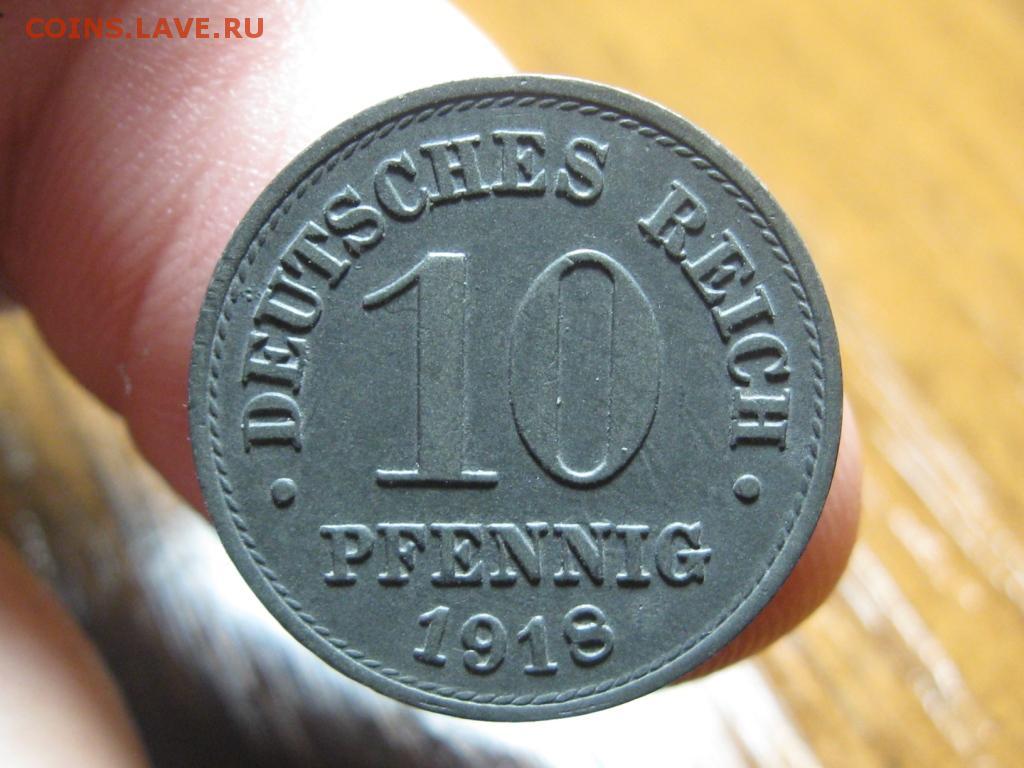 COINS.LAVE.RU
DEUTSCHES REICH
10
PFENNIG
1918